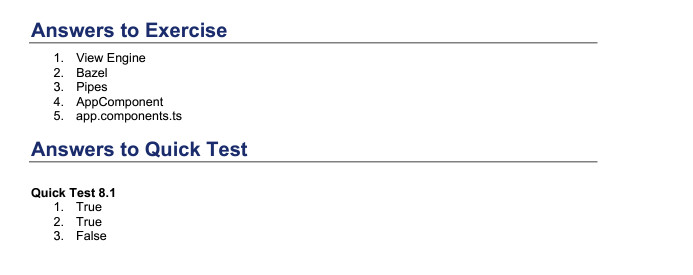 Answers to Exercise
1. View Engine
2. Bazel
3. Pipes
4. AppComponent
5. app.components.ts
Answers to Quick Test
Quick Test 8.1
1. True
2. True
3. False